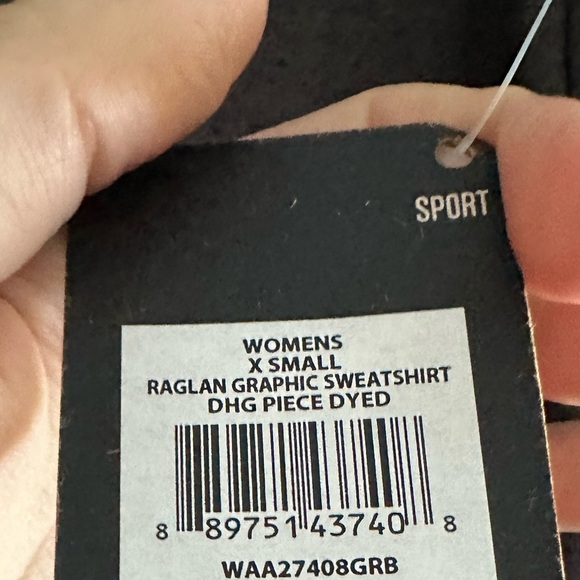 SPORT
WOMENS
X SMALL
RAGLAN GRAPHIC SWEATSHIRT
DHG PIECE DYED
8 89751 43740 8
WAA27408GRB